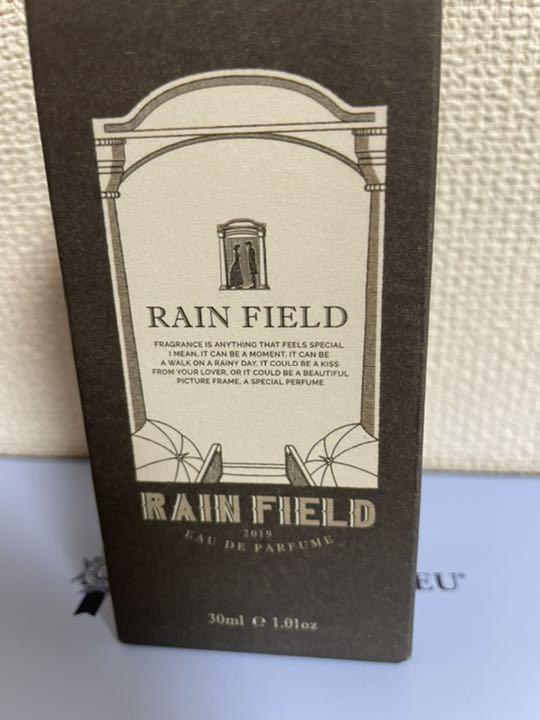 RAIN FIELD
FRAGRANCE IS ANYTHING THAT FEELS SPECIAL
I MEAN. IT CAN BE A MOMENT, IT CAN BE
A WALK ON A RAINY DAY. IT COULD BE A KISS
FROM YOUR LOVER, OR IT COULD BE A BEAUTIFUL
PICTURE FRAME, A SPECIAL PERFUME
RAIN FIELD
2019
EAU DE PARFUME
30ml ℮ 1.01oz